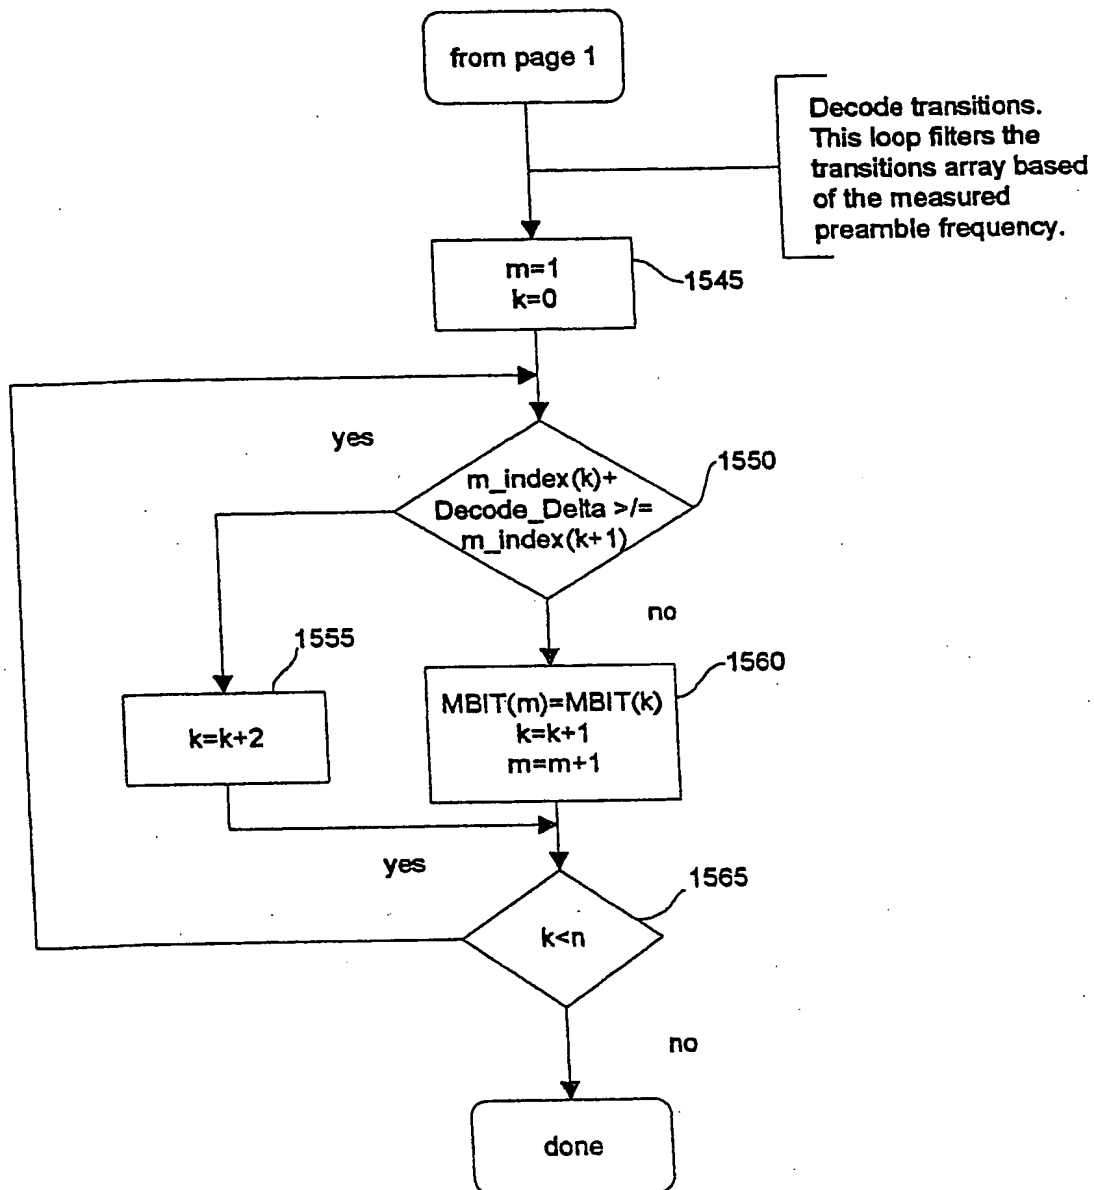 from page 1
Decode transitions.
This loop filters the
transitions array based
of the measured
preamble frequency.
m=1
k=0
1545
yes
m_index(k)+
Decode_Delta >/=
m_index(k+1)
1550
no
1555
k=k+2
1560
MBIT(m)=MBIT(k)
k=k+1
m=m+1
yes
1565
k<n
no
done